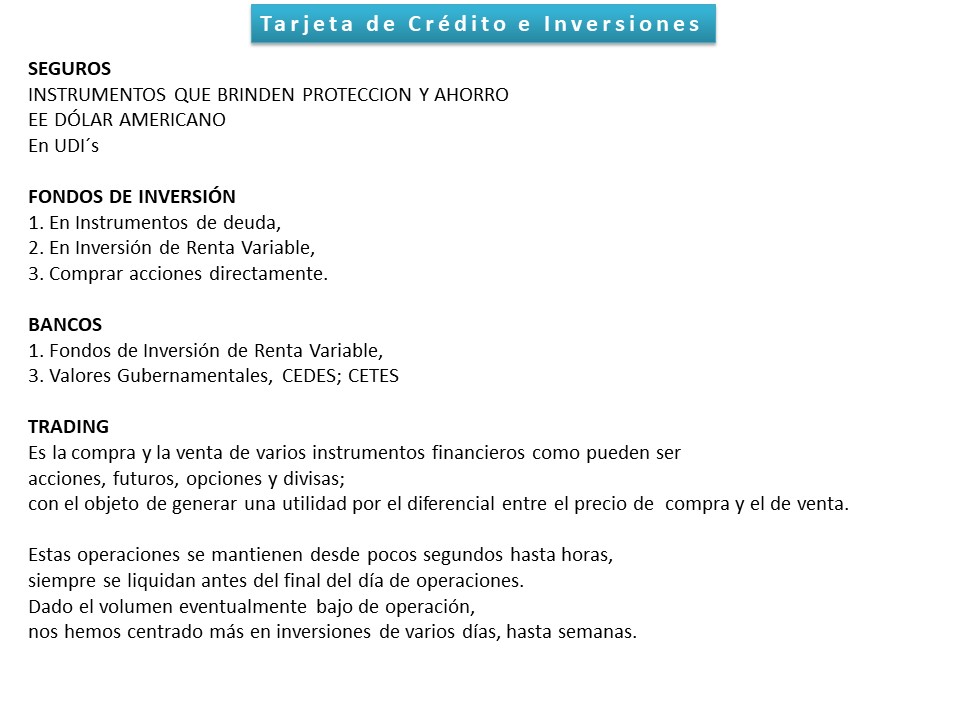 Tarjeta de Crédito e Inversiones
SEGUROS
INSTRUMENTOS QUE BRINDEN PROTECCION Y AHORRO
EE DÓLAR AMERICANO
En UDI´s
FONDOS DE INVERSIÓN
1. En Instrumentos de deuda,
2. En Inversión de Renta Variable,
3. Comprar acciones directamente.
BANCOS
1. Fondos de Inversión de Renta Variable,
3. Valores Gubernamentales, CEDES; CETES
TRADING
Es la compra y la venta de varios instrumentos financieros como pueden ser
acciones, futuros, opciones y divisas;
con el objeto de generar una utilidad por el diferencial entre el precio de compra y el de venta.
Estas operaciones se mantienen desde pocos segundos hasta horas,
siempre se liquidan antes del final del día de operaciones.
Dado el volumen eventualmente bajo de operación,
nos hemos centrado más en inversiones de varios días, hasta semanas.